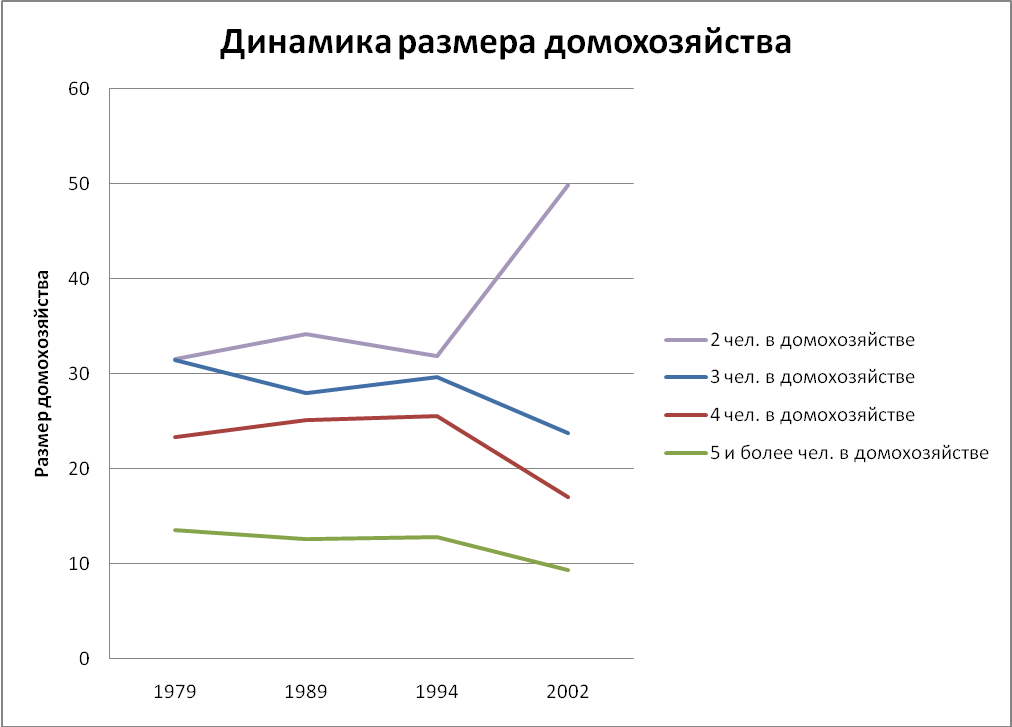 Динамика размера домохозяйства
60
50
40
30
20
10
0
Размер домохозяйства
1979
1989
1994
2002
2 чел. в домохозяйстве
3 чел. в домохозяйстве
4 чел. в домохозяйстве
5 и более чел. в домохозяйстве